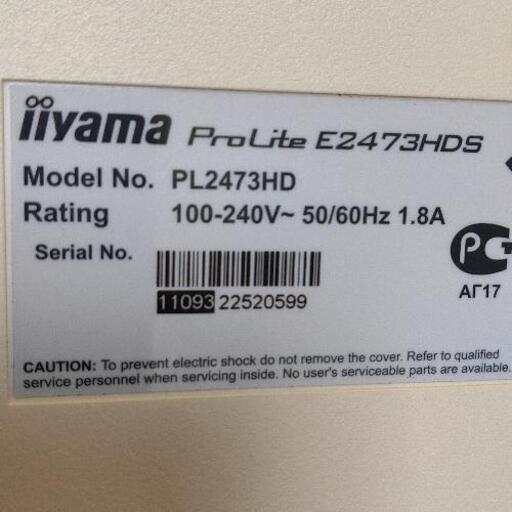 iiyama ProLite E2473HDS
Model No. PL2473HD
Rating 100-240V~ 50/60Hz 1.8A
Serial No.
11093 22520599
АГ17
CAUTION: To prevent electric shock do not remove the cover. Refer to qualified
service personnel when servicing inside. No user's serviceable parts are inside.